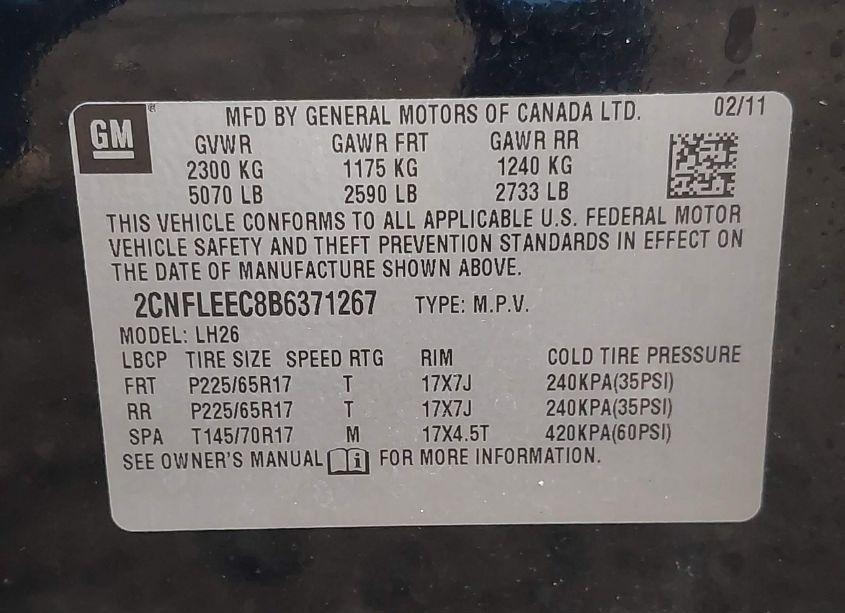 GM ® MFD BY GENERAL MOTORS OF CANADA LTD. 02/11
GVWR GAWR FRT GAWR RR
2300 KG 1175 KG 1240 KG
5070 LB 2590 LB 2733 LB
THIS VEHICLE CONFORMS TO ALL APPLICABLE U.S. FEDERAL MOTOR
VEHICLE SAFETY AND THEFT PREVENTION STANDARDS IN EFFECT ON
THE DATE OF MANUFACTURE SHOWN ABOVE.
2CNFLEEC8B6371267 TYPE: M.P.V.
MODEL: LH26
LBCP TIRE SIZE SPEED RTG RIM COLD TIRE PRESSURE
FRT P225/65R17 T 17X7J 240KPA(35PSI)
RR P225/65R17 T 17X7J 240KPA(35PSI)
SPA T145/70R17 M 17X4.5T 420KPA(60PSI)
SEE OWNER'S MANUAL i FOR MORE INFORMATION.